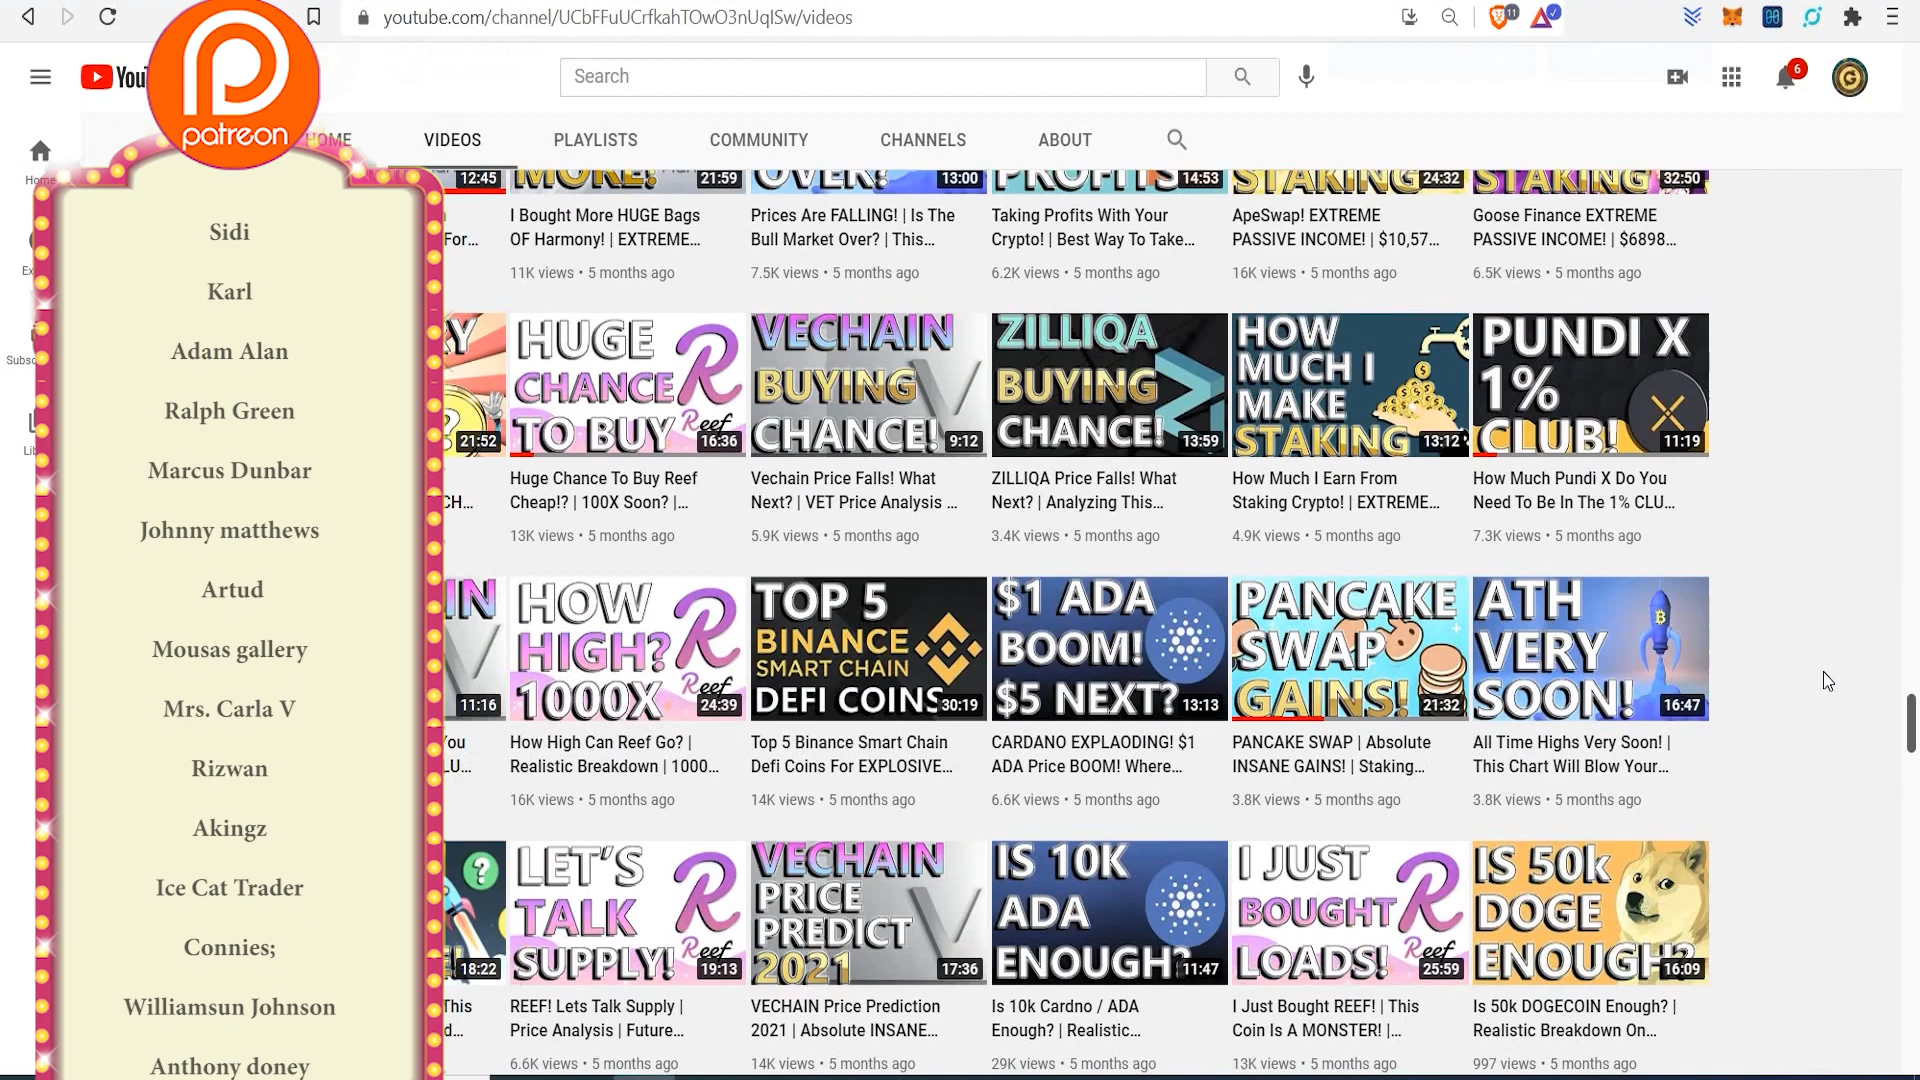 youtube.com/channel/UCbFFuUCrfkahTOwO3nUqISw/videos
11
You
Search
6
patreon
HOME
VIDEOS
PLAYLISTS
COMMUNITY
CHANNELS
ABOUT
Home
Sidi
Karl
Adam Alan
Ralph Green
Marcus Dunbar
Johnny matthews
Artud
Mousas gallery
Mrs. Carla V
Rizwan
Akingz
Ice Cat Trader
Connies;
Williamsun Johnson
Anthony doney
12:45
MORE!
21:59
OVER!
13:00
PROFITS
14:53
STAKING
24:32
STAKING
32:50
For...
I Bought More HUGE Bags
OF Harmony! | EXTREME...
11K views • 5 months ago
Prices Are FALLING! | Is The
Bull Market Over? | This...
7.5K views • 5 months ago
Taking Profits With Your
Crypto! | Best Way To Take...
6.2K views • 5 months ago
ApeSwap! EXTREME
PASSIVE INCOME! | $10,57...
16K views • 5 months ago
Goose Finance EXTREME
PASSIVE INCOME! | $6898...
6.5K views • 5 months ago
21:52
CH...
HUGE
CHANCE
TO BUY
Reef
16:36
Huge Chance To Buy Reef
Cheap!? | 100X Soon? |...
13K views • 5 months ago
VECHAIN
BUYING
CHANCE!
9:12
Vechain Price Falls! What
Next? | VET Price Analysis ...
5.9K views • 5 months ago
ZILLIQA
BUYING
CHANCE!
13:59
ZILLIQA Price Falls! What
Next? | Analyzing This...
3.4K views • 5 months ago
HOW
MUCH I
MAKE
STAKING
13:12
How Much I Earn From
Staking Crypto! | EXTREME...
4.9K views • 5 months ago
PUNDI X
1%
CLUB!
11:19
How Much Pundi X Do You
Need To Be In The 1% CLU...
7.3K views • 5 months ago
IN
11:16
You
LU...
HOW
HIGH?
1000X
Reef
24:39
How High Can Reef Go? |
Realistic Breakdown | 1000...
16K views • 5 months ago
TOP 5
BINANCE
SMART CHAIN
DEFI COINS
30:19
Top 5 Binance Smart Chain
Defi Coins For EXPLOSIVE...
14K views • 5 months ago
$1 ADA
BOOM!
$5 NEXT?
13:13
CARDANO EXPLAODING! $1
ADA Price BOOM! Where...
6.6K views • 5 months ago
PANCAKE
SWAP
GAINS!
21:32
PANCAKE SWAP | Absolute
INSANE GAINS! | Staking...
3.8K views • 5 months ago
ATH
VERY
SOON!
16:47
All Time Highs Very Soon! |
This Chart Will Blow Your...
3.8K views • 5 months ago
18:22
This
d...
LET'S
TALK
SUPPLY!
Reef
19:13
REEF! Lets Talk Supply |
Price Analysis | Future...
6.6K views • 5 months ago
VECHAIN
PRICE
PREDICT
2021
17:36
VECHAIN Price Prediction
2021 | Absolute INSANE...
14K views • 5 months ago
IS 10K
ADA
ENOUGH?
11:47
Is 10k Cardno / ADA
Enough? | Realistic...
29K views • 5 months ago
I JUST
BOUGHT
LOADS!
Reef
25:59
I Just Bought REEF! | This
Coin Is A MONSTER! |...
13K views • 5 months ago
IS 50k
DOGE
ENOUGH?
16:09
Is 50k DOGECOIN Enough? |
Realistic Breakdown On...
997 views • 5 months ago